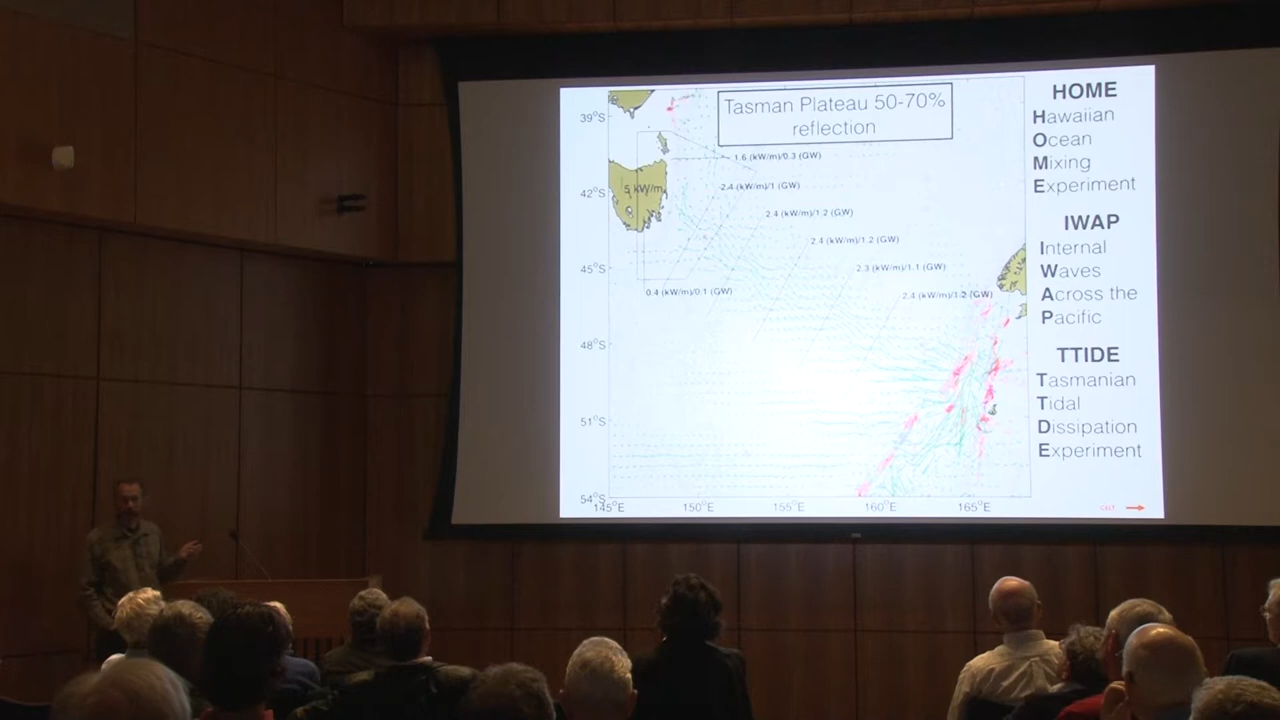 Tasman Plateau 50-70%
reflection
39°S
42°S
45°S
48°S
51°S
54°S
145°E
150°E
155°E
160°E
165°E
1.6 (kW/m)/0.3 (GW)
5 kW/m
2.4 (kW/m)/1 (GW)
2.4 (kW/m)/1.2 (GW)
2.4 (kW/m)/1.2 (GW)
2.3 (kW/m)/1.1 (GW)
0.4 (kW/m)/0.1 (GW)
2.4 (kW/m)/1.2 (GW)
HOME
Hawaiian
Ocean
Mixing
Experiment
IWAP
Internal
Waves
Across the
Pacific
TTIDE
Tasmanian
Tidal
Dissipation
Experiment